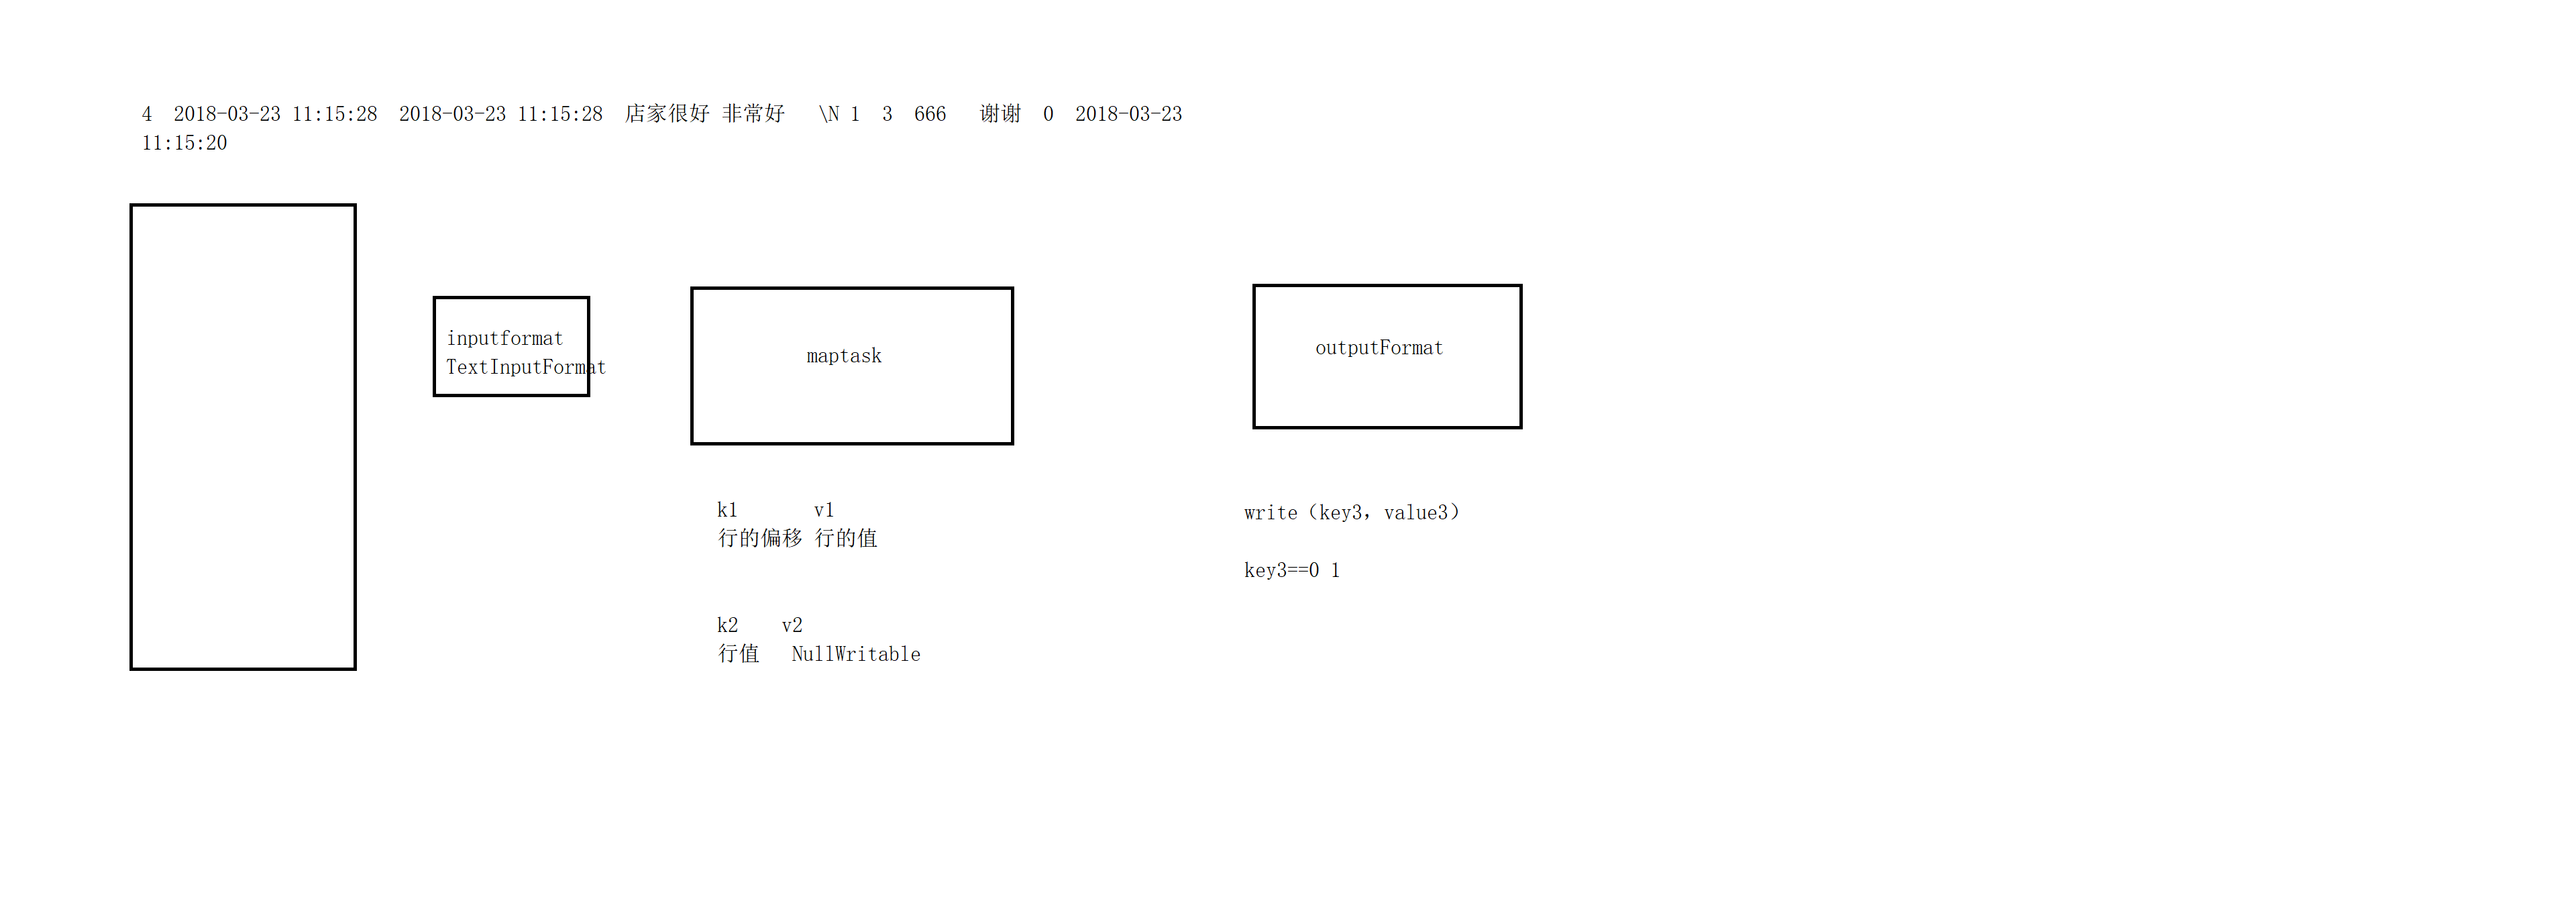 4  2018-03-23 11:15:28  2018-03-23 11:15:28  店家很好 非常好   \N 1  3  666   谢谢  0  2018-03-23
11:15:20
inputformat
TextInputFormat
maptask
outputFormat
k1       v1
行的偏移 行的值
k2    v2
行值   NullWritable
write（key3，value3）
key3==0 1